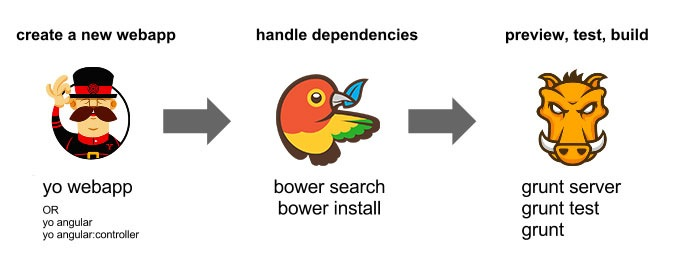 create a new webapp
handle dependencies
preview, test, build
yo webapp
OR
yo angular
yo angular:controller
bower search
bower install
grunt server
grunt test
grunt